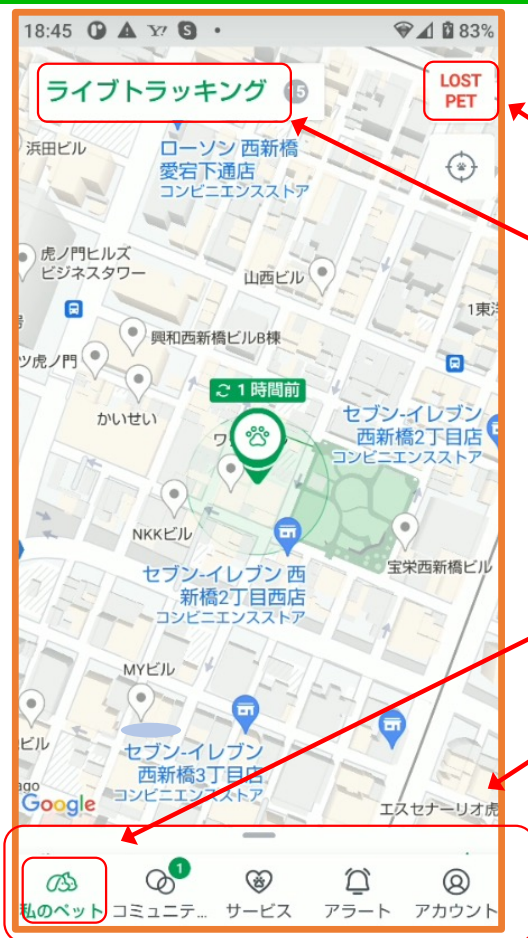 18:45
83%
ライブトラッキング 15
LOST
PET
浜田ビル
ローソン 西新橋
愛宕下通店
コンビニエンスストア
虎ノ門ヒルズ
ビジネスタワー
山西ビル
1東洋
興和西新橋ビルB棟
ツ虎ノ門
1時間前
かいせい
セブン-イレブン
西新橋2丁目店
コンビニエンスストア
ワ
NKKビル
セブン-イレブン 西
新橋2丁目西店
コンビニエンスストア
宝栄西新橋ビル
MYビル
ビル
セブン-イレブン
西新橋3丁目店
コンビニエンスストア
ago
Google
エスセナーリオ虎
1
私のペット コミュニテ... サービス アラート アカウント